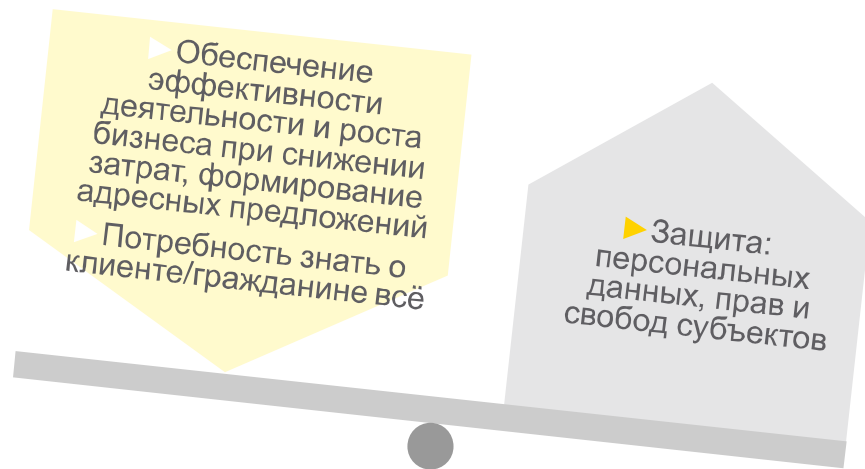 Обеспечение
эффективности
деятельности и роста
бизнеса при снижении
затрат, формирование
адресных предложений
Потребность знать о
клиенте/гражданине всё
Защита:
персональных
данных, прав и
свобод субъектов